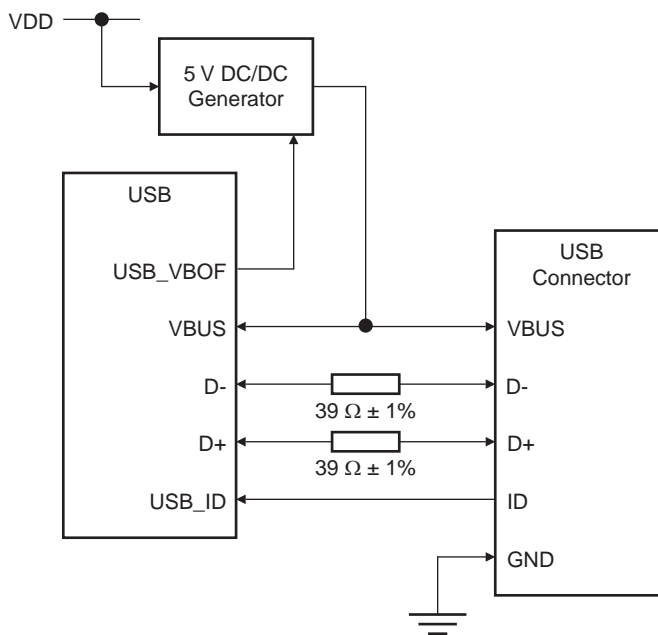 VDD
5 V DC/DC
Generator
USB
USB_VBOF
VBUS
D-
D+
USB_ID
39 Ω ± 1%
39 Ω ± 1%
USB
Connector
VBUS
D-
D+
ID
GND